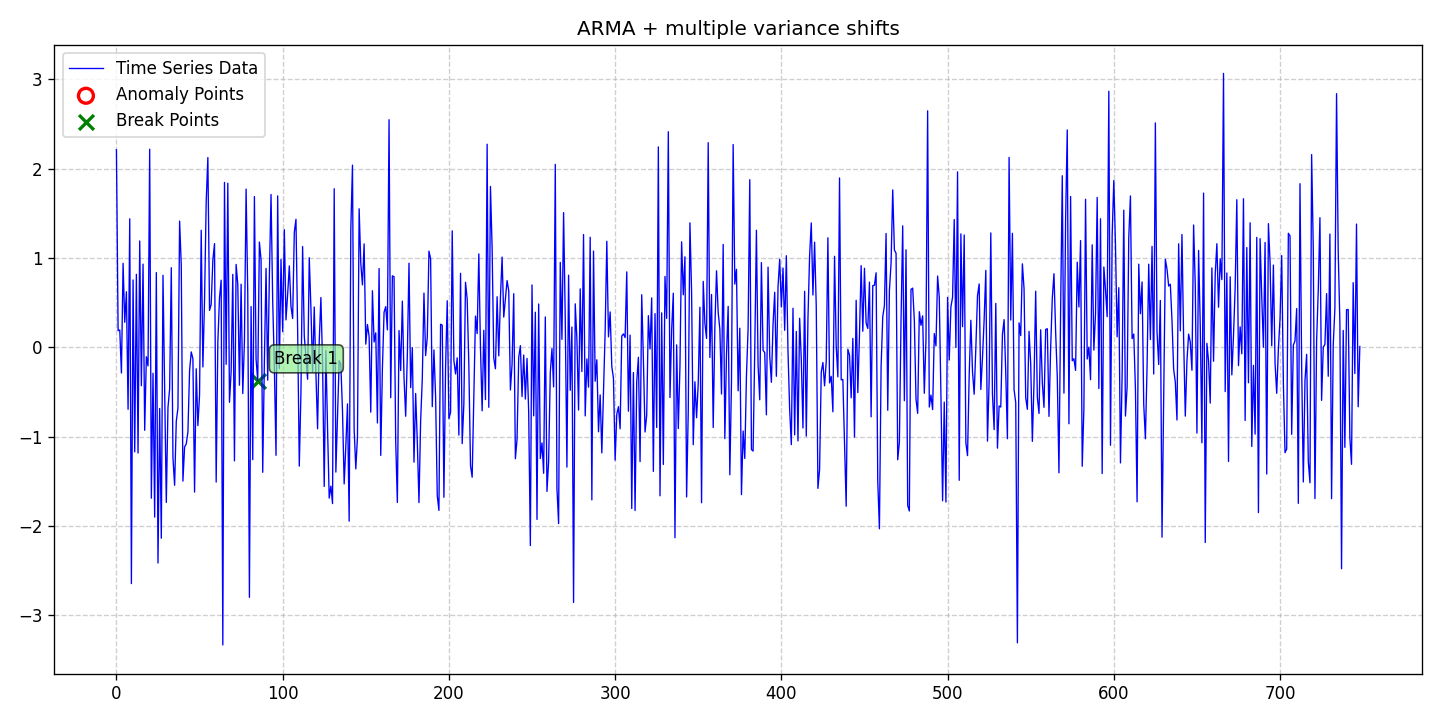 ARMA + multiple variance shifts
Time Series Data
Anomaly Points
Break Points
Break 1
3
2
1
0
−1
−2
−3
0 100 200 300 400 500 600 700